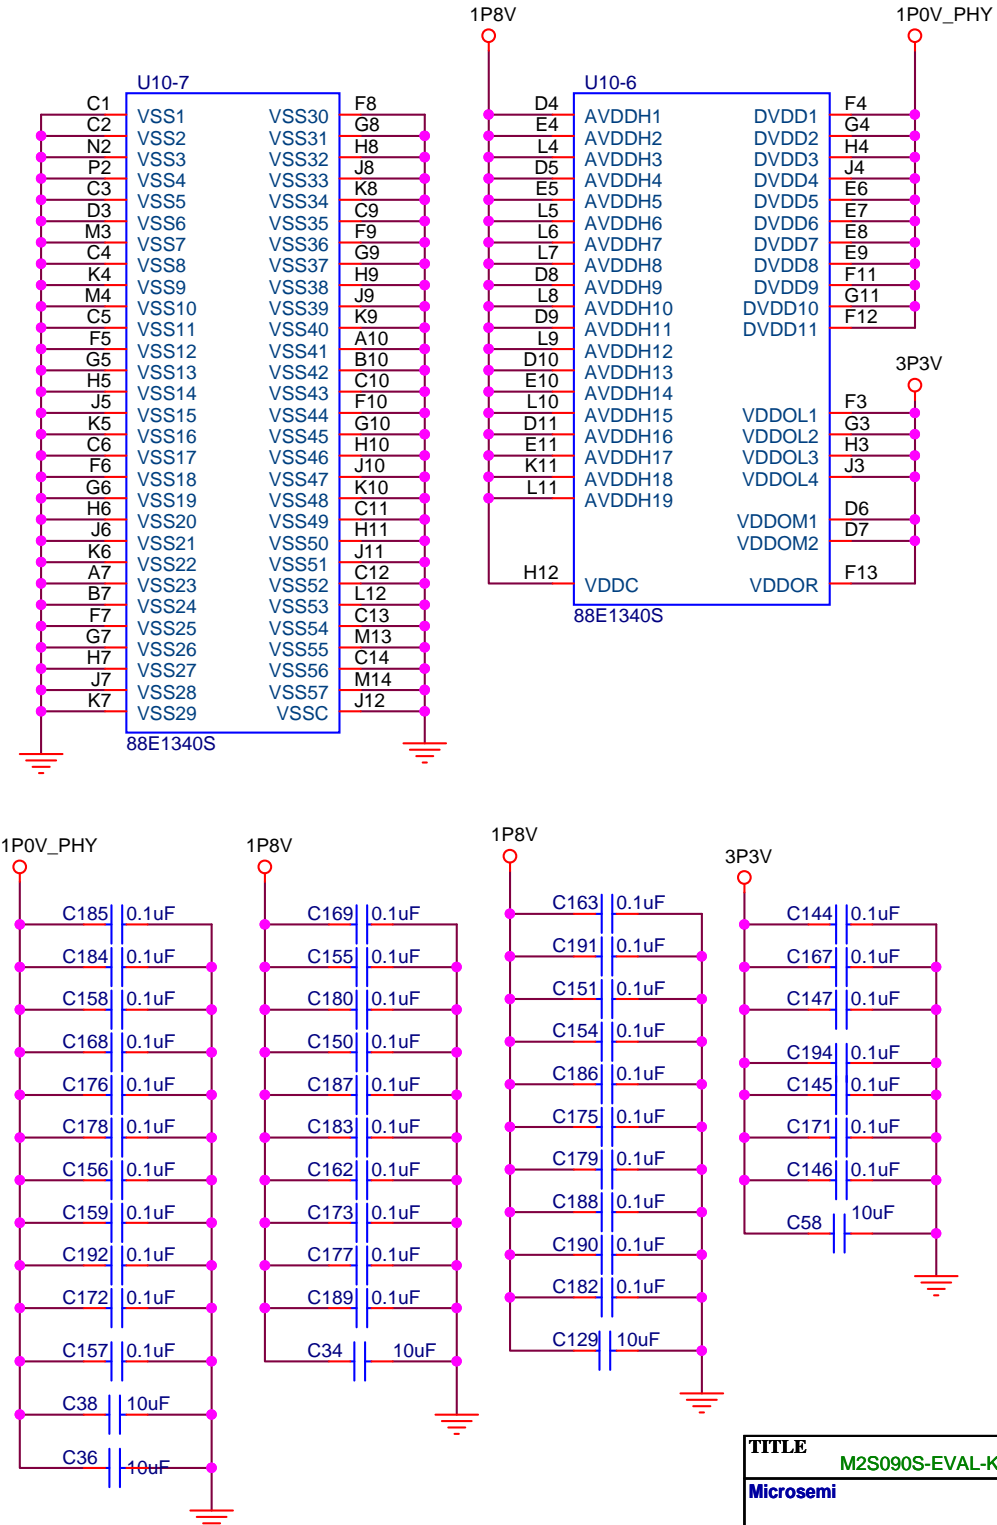 1P8V
1P0V_PHY
U10-7
U10-6
C1 VSS1 VSS30 F8
C2 VSS2 VSS31 G8
N2 VSS3 VSS32 H8
P2 VSS4 VSS33 J8
C3 VSS5 VSS34 K8
D3 VSS6 VSS35 C9
M3 VSS7 VSS36 F9
C4 VSS8 VSS37 G9
K4 VSS9 VSS38 H9
M4 VSS10 VSS39 J9
C5 VSS11 VSS40 K9
F5 VSS12 VSS41 A10
G5 VSS13 VSS42 B10
H5 VSS14 VSS43 C10
J5 VSS15 VSS44 F10
K5 VSS16 VSS45 G10
C6 VSS17 VSS46 H10
F6 VSS18 VSS47 J10
G6 VSS19 VSS48 K10
H6 VSS20 VSS49 C11
J6 VSS21 VSS50 H11
K6 VSS22 VSS51 J11
A7 VSS23 VSS52 C12
B7 VSS24 VSS53 L12
F7 VSS25 VSS54 C13
G7 VSS26 VSS55 M13
H7 VSS27 VSS56 C14
J7 VSS28 VSS57 M14
K7 VSS29 VSSC J12
88E1340S
D4 AVDDH1 DVDD1 F4
E4 AVDDH2 DVDD2 G4
L4 AVDDH3 DVDD3 H4
D5 AVDDH4 DVDD4 J4
E5 AVDDH5 DVDD5 E6
L5 AVDDH6 DVDD6 E7
L6 AVDDH7 DVDD7 E8
L7 AVDDH8 DVDD8 E9
D8 AVDDH9 DVDD9 F11
L8 AVDDH10 DVDD10 G11
D9 AVDDH11 DVDD11 F12
L9 AVDDH12
D10 AVDDH13
3P3V
E10 AVDDH14
L10 AVDDH15 VDDOL1 F3
D11 AVDDH16 VDDOL2 G3
E11 AVDDH17 VDDOL3 H3
K11 AVDDH18 VDDOL4 J3
L11 AVDDH19
VDDOM1 D6
VDDOM2 D7
H12 VDDC VDDOR F13
88E1340S
1P0V_PHY
C185 0.1uF
C184 0.1uF
C158 0.1uF
C168 0.1uF
C176 0.1uF
C178 0.1uF
C156 0.1uF
C159 0.1uF
C192 0.1uF
C172 0.1uF
C157 0.1uF
C38 10uF
C36 10uF
1P8V
C169 0.1uF
C155 0.1uF
C180 0.1uF
C150 0.1uF
C187 0.1uF
C183 0.1uF
C162 0.1uF
C173 0.1uF
C177 0.1uF
C189 0.1uF
C34 10uF
1P8V
C163 0.1uF
C191 0.1uF
C151 0.1uF
C154 0.1uF
C186 0.1uF
C175 0.1uF
C179 0.1uF
C188 0.1uF
C190 0.1uF
C182 0.1uF
C129 10uF
3P3V
C144 0.1uF
C167 0.1uF
C147 0.1uF
C194 0.1uF
C145 0.1uF
C171 0.1uF
C146 0.1uF
C58 10uF
TITLE
M2S090S-EVAL-K
Microsemi